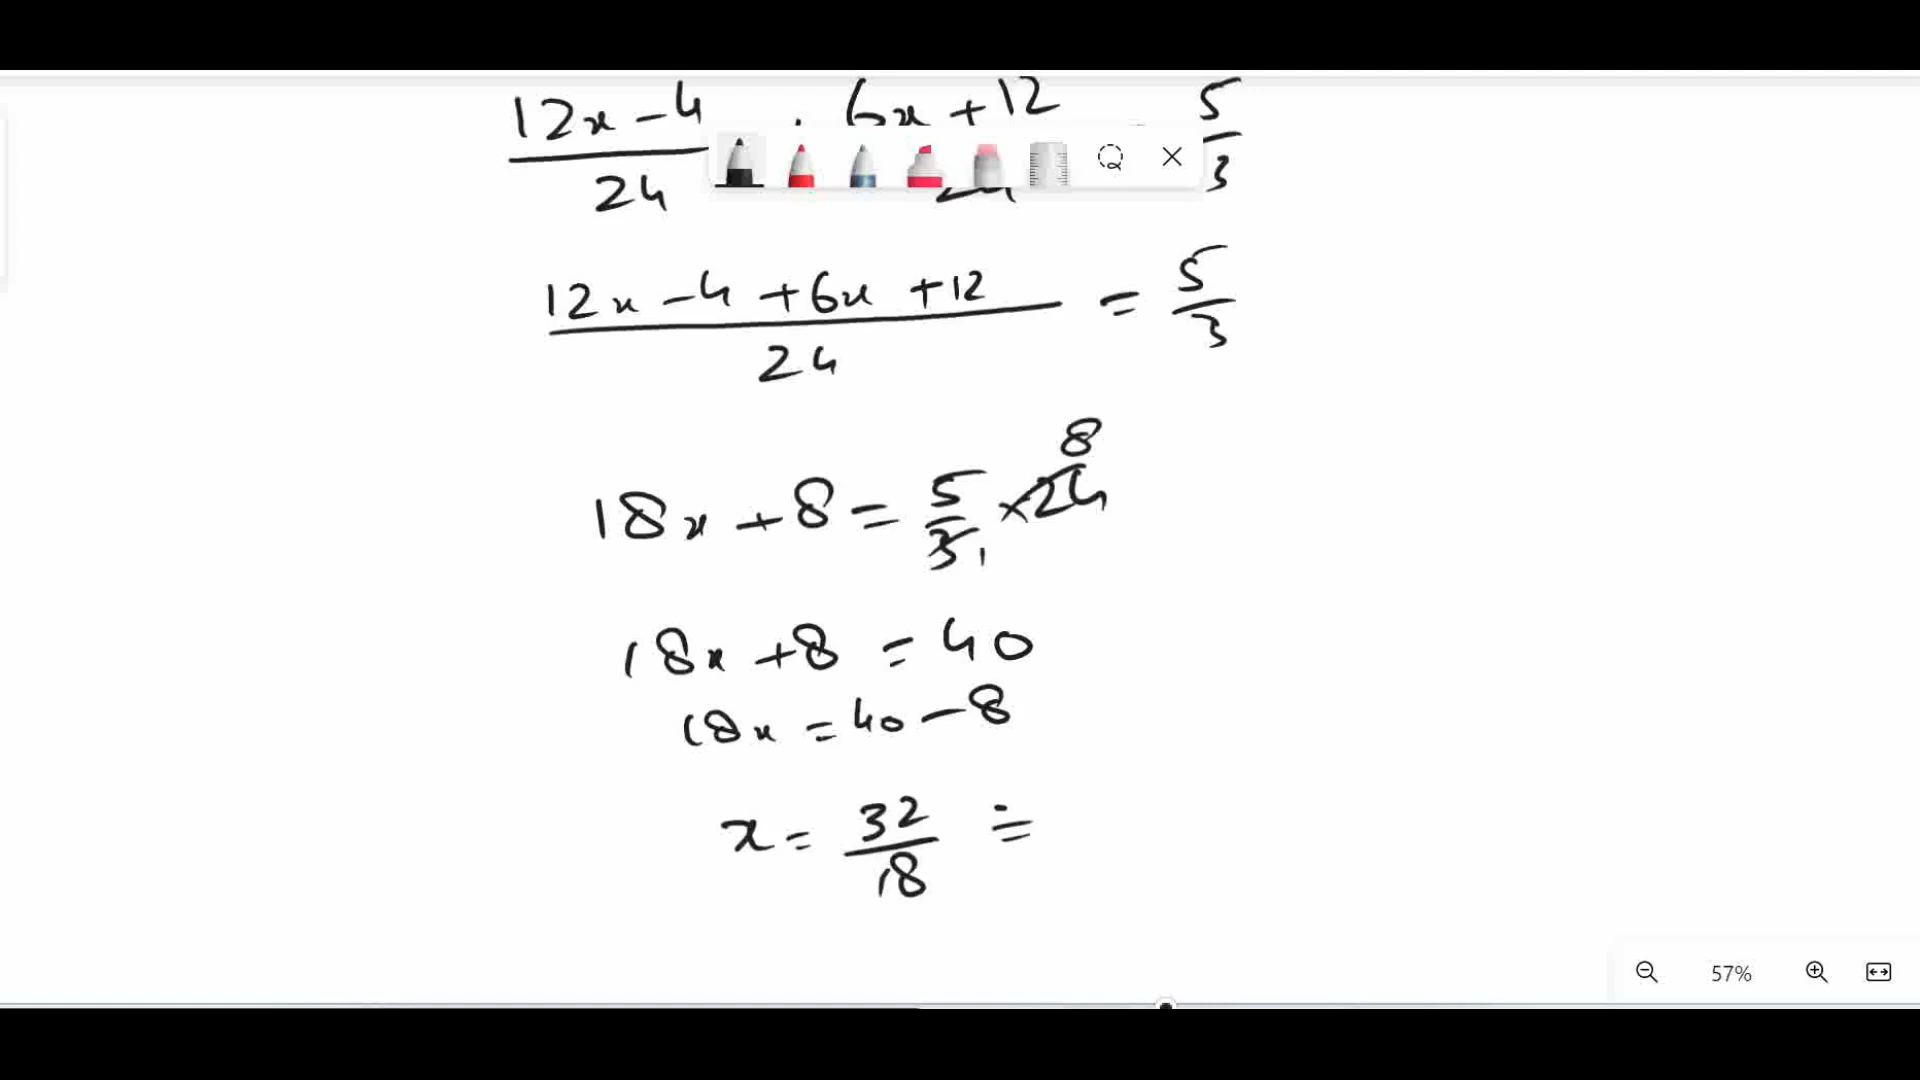 12x - 4 6x + 12 5
24 3
12x - 4 + 6x + 12 = 5
24 3
8
18x + 8 = 5 × 24
3 1
18x + 8 = 40
18x = 40 - 8
x = 32 =
18
57%